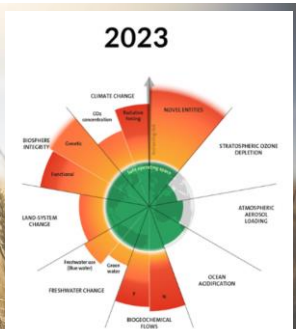 2023
CLIMATE CHANGE
CO2
concentration
Radiative
forcing
NOVEL ENTITIES
BIOSPHERE
INTEGRITY
Genetic
Functional
STRATOSPHERIC OZONE
DEPLETION
Safe operating space
LAND-SYSTEM
CHANGE
ATMOSPHERIC
AEROSOL
LOADING
Freshwater use
(Blue water)
Green
water
FRESHWATER CHANGE
OCEAN
ACIDIFICATION
P
N
BIOGEOCHEMICAL
FLOWS